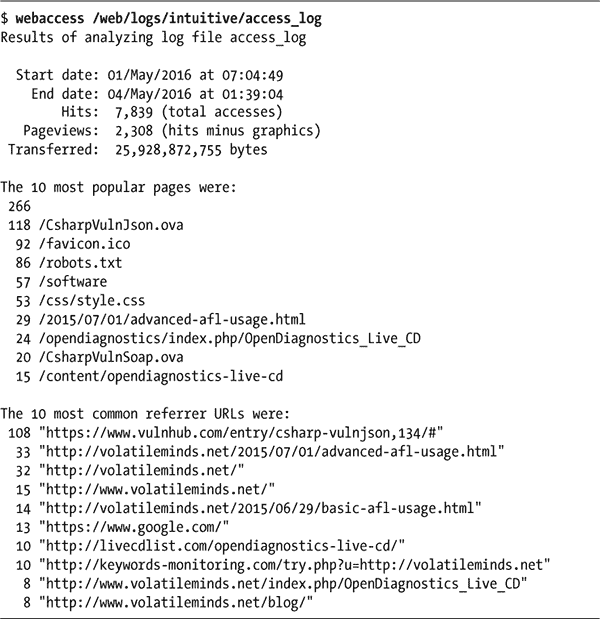 $ webaccess /web/logs/intuitive/access_log
Results of analyzing log file access_log
Start date: 01/May/2016 at 07:04:49
End date: 04/May/2016 at 01:39:04
Hits: 7,839 (total accesses)
Pageviews: 2,308 (hits minus graphics)
Transferred: 25,928,872,755 bytes
The 10 most popular pages were:
266
118 /CsharpVulnJson.ova
92 /favicon.ico
86 /robots.txt
57 /software
53 /css/style.css
29 /2015/07/01/advanced-afl-usage.html
24 /opendiagnostics/index.php/OpenDiagnostics_Live_CD
20 /CsharpVulnSoap.ova
15 /content/opendiagnostics-live-cd
The 10 most common referrer URLs were:
108 "https://www.vulnhub.com/entry/csharp-vulnjson,134/#"
33 "http://volatileminds.net/2015/07/01/advanced-afl-usage.html"
32 "http://volatileminds.net/"
15 "http://www.volatileminds.net/"
14 "http://volatileminds.net/2015/06/29/basic-afl-usage.html"
13 "https://www.google.com/"
10 "http://livecdlist.com/opendiagnostics-live-cd/"
10 "http://keywords-monitoring.com/try.php?u=http://volatileminds.net"
8 "http://www.volatileminds.net/index.php/OpenDiagnostics_Live_CD"
8 "http://www.volatileminds.net/blog/"